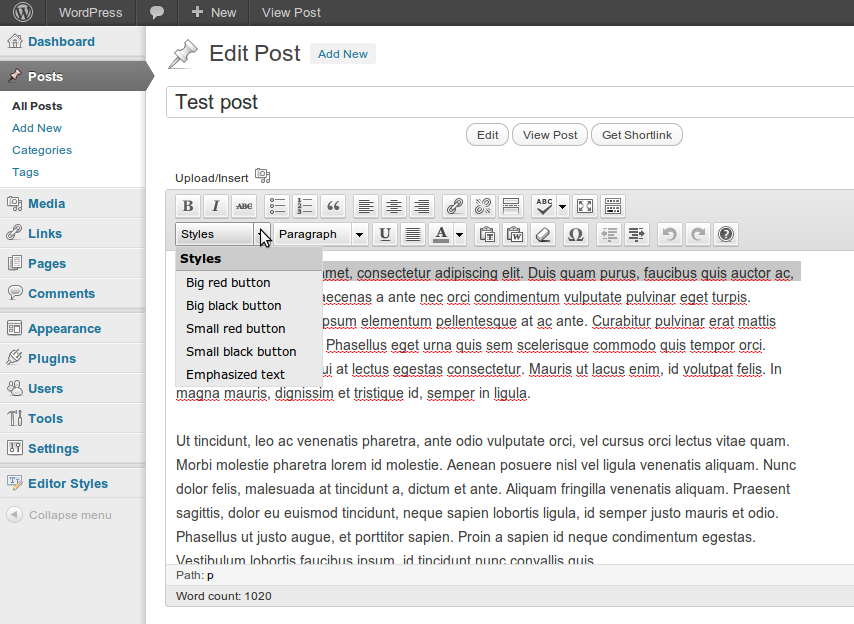 WordPress
+ New
View Post
Dashboard
Posts
All Posts
Add New
Categories
Tags
Media
Links
Pages
Comments
Appearance
Plugins
Users
Tools
Settings
Editor Styles
Collapse menu
Edit Post
Add New
Test post
Edit
View Post
Get Shortlink
Upload/Insert
B I ABC
ABC
Styles
Paragraph
U
A
Ω
Styles
Big red button
Big black button
Small red button
Small black button
Emphasized text
consectetur adipiscing elit. Duis quam purus, faucibus quis auctor ac,
a ante nec orci condimentum vulputate pulvinar eget turpis.
elementum pellentesque at ac ante. Curabitur pulvinar erat mattis
Phasellus eget urna quis sem scelerisque commodo quis tempor orci.
at lectus egestas consectetur. Mauris ut lacus enim, id volutpat felis. In
magna mauris, dignissim et tristique id, semper in ligula.
Ut tincidunt, leo ac venenatis pharetra, ante odio vulputate orci, vel cursus orci lectus vitae quam.
Morbi molestie pharetra lorem id molestie. Aenean posuere nisl vel ligula venenatis aliquam. Nunc
dolor felis, malesuada at tincidunt a, dictum et ante. Aliquam fringilla venenatis aliquam. Praesent
sagittis, dolor eu euismod tincidunt, neque sapien lobortis ligula, id semper justo mauris et odio.
Phasellus ut justo augue, et porttitor sapien. Proin a sapien id neque condimentum egestas.
Vestibulum lobortis faucibus ipsum, id tincidunt nunc convallis quis.
Path: p
Word count: 1020